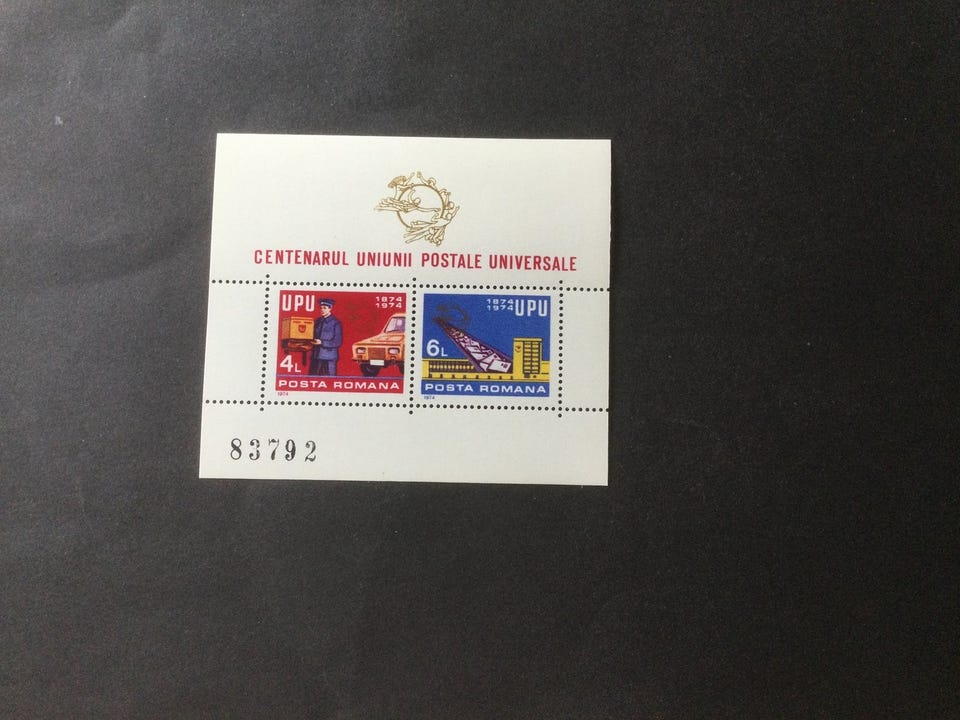 CENTENARUL UNIUNII POSTALE UNIVERSALE
UPU
1874
1974
4L
POSTA ROMANA
1974
1874
1974
UPU
6L
POSTA ROMANA
1974
83792